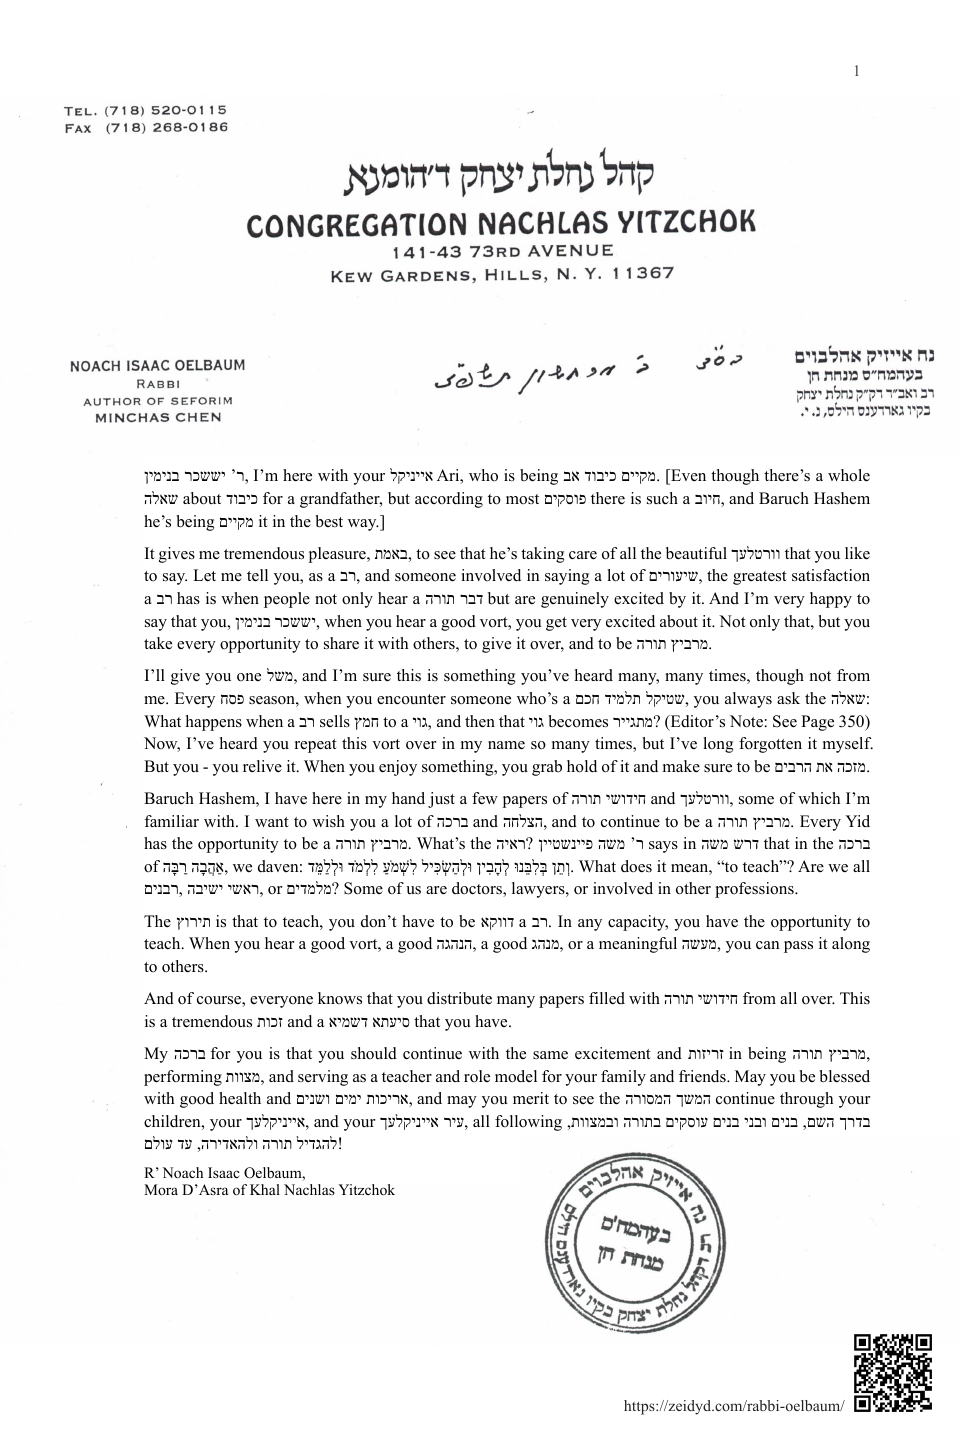 1
TEL. (718) 520-0115
FAX (718) 268-0186
קהל נחלת יצחק ד'הומנא
CONGREGATION NACHLAS YITZCHOK
141-43 73RD AVENUE
KEW GARDENS, HILLS, N. Y. 11367
NOACH ISAAC OELBAUM
RABBI
AUTHOR OF SEFORIM
MINCHAS CHEN
נח אייזיק אהלבוים
בעהמח״ס מנחת חן
רב ואב״ד דק״ק נחלת יצחק
בקיו גארדענס הילס, נ. י.
ר' יששכר בנימין, I'm here with your אייניקל Ari, who is being מקיים כיבוד אב. [Even though there's a whole
שאלה about כיבוד for a grandfather, but according to most פוסקים there is such a חיוב, and Baruch Hashem
he's being מקיים it in the best way.]
It gives me tremendous pleasure, באמת, to see that he's taking care of all the beautiful וורטלעך that you like
to say. Let me tell you, as a רב, and someone involved in saying a lot of שיעורים, the greatest satisfaction
a רב has is when people not only hear a דבר תורה but are genuinely excited by it. And I'm very happy to
say that you, יששכר בנימין, when you hear a good vort, you get very excited about it. Not only that, but you
take every opportunity to share it with others, to give it over, and to be מרביץ תורה.
I'll give you one משל, and I'm sure this is something you've heard many, many times, though not from
me. Every פסח season, when you encounter someone who's a שטיקל תלמיד חכם, you always ask the שאלה:
What happens when a רב sells חמץ to a גוי, and then that גוי becomes מתגייר? (Editor's Note: See Page 350)
Now, I've heard you repeat this vort over in my name so many times, but I've long forgotten it myself.
But you - you relive it. When you enjoy something, you grab hold of it and make sure to be מזכה את הרבים.
Baruch Hashem, I have here in my hand just a few papers of חידושי תורה and וורטלעך, some of which I'm
familiar with. I want to wish you a lot of ברכה and הצלחה, and to continue to be a מרביץ תורה. Every Yid
has the opportunity to be a מרביץ תורה. What's the ראיה? ר' משה פיינשטיין says in דרש משה that in the ברכה
of אַהֲבָה רַבָּה, we daven: וְתֵן בְּלִבֵּנוּ לְהָבִין וּלְהַשְׂכִּיל לִשְׁמֹעַ לִלְמֹד וּלְלַמֵּד. What does it mean, “to teach”? Are we all
רבנים, ראשי ישיבה, or מלמדים? Some of us are doctors, lawyers, or involved in other professions.
The תירוץ is that to teach, you don't have to be דווקא a רב. In any capacity, you have the opportunity to
teach. When you hear a good vort, a good הנהגה, a good מנהג, or a meaningful מעשה, you can pass it along
to others.
And of course, everyone knows that you distribute many papers filled with חידושי תורה from all over. This
is a tremendous זכות and a סיעתא דשמיא that you have.
My ברכה for you is that you should continue with the same excitement and זריזות in being מרביץ תורה,
performing מצוות, and serving as a teacher and role model for your family and friends. May you be blessed
with good health and אריכות ימים ושנים, and may you merit to see the המשך המסורה continue through your
children, your אייניקלעך, and your עיר אייניקלעך, all following בדרך השם, בנים ובני בנים עוסקים בתורה ובמצוות,
להגדיל תורה ולהאדירה, עד עולם!
R' Noach Isaac Oelbaum,
Mora D'Asra of Khal Nachlas Yitzchok
נח אייזיק אהלבוים
רב דקהל נחלת יצחק בקיו גארדענס הילס
בעהמח"ס
מנחת חן
https://zeidyd.com/rabbi-oelbaum/